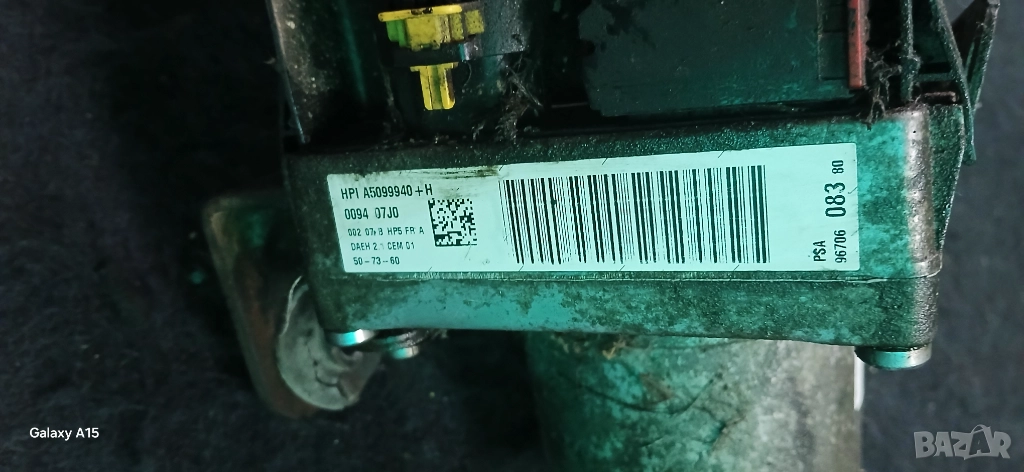 HPI A5099940+H
0094 07J0
002 07 B HP5 FR A
DAEH 2. CEM 01
50-73-60
PSA
96706 083 80
Galaxy A15
BAZAR